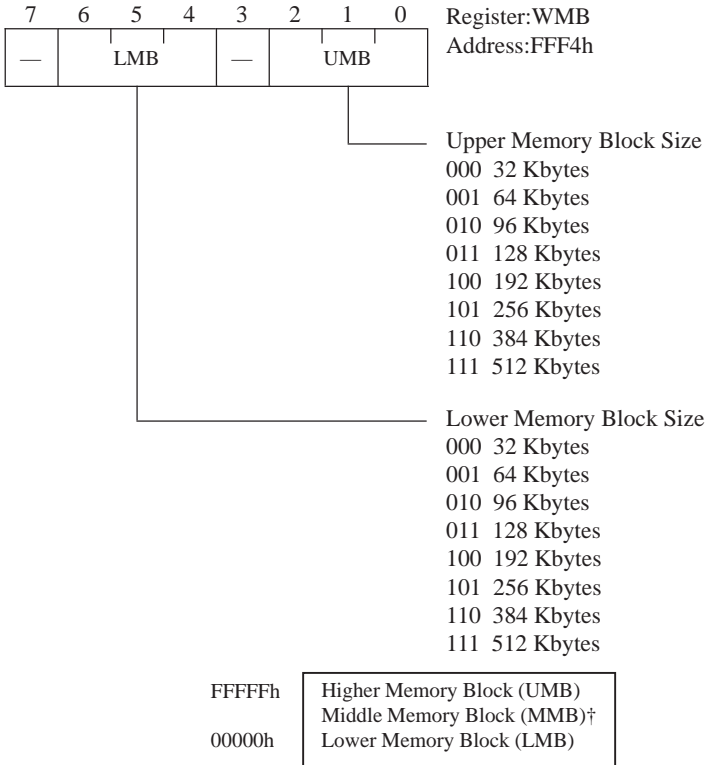 7 6 5 4 3 2 1 0
— LMB — UMB
Register:WMB
Address:FFF4h
Upper Memory Block Size
000 32 Kbytes
001 64 Kbytes
010 96 Kbytes
011 128 Kbytes
100 192 Kbytes
101 256 Kbytes
110 384 Kbytes
111 512 Kbytes
Lower Memory Block Size
000 32 Kbytes
001 64 Kbytes
010 96 Kbytes
011 128 Kbytes
100 192 Kbytes
101 256 Kbytes
110 384 Kbytes
111 512 Kbytes
FFFFFh Higher Memory Block (UMB)
Middle Memory Block (MMB)†
00000h Lower Memory Block (LMB)